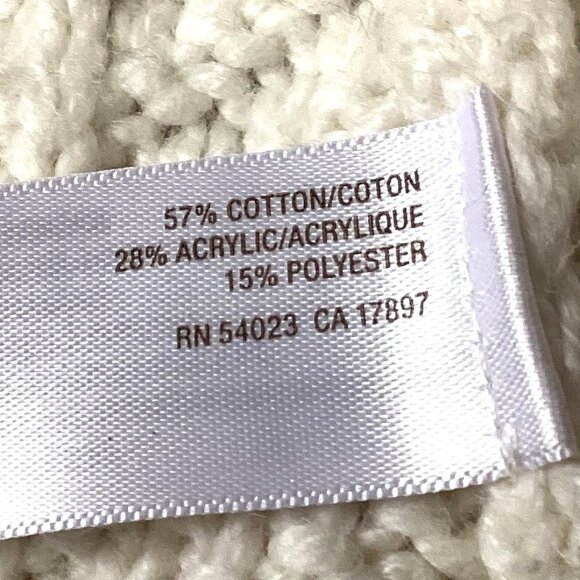 57% COTTON/COTON
28% ACRYLIC/ACRYLIQUE
15% POLYESTER
RN 54023 CA 17897